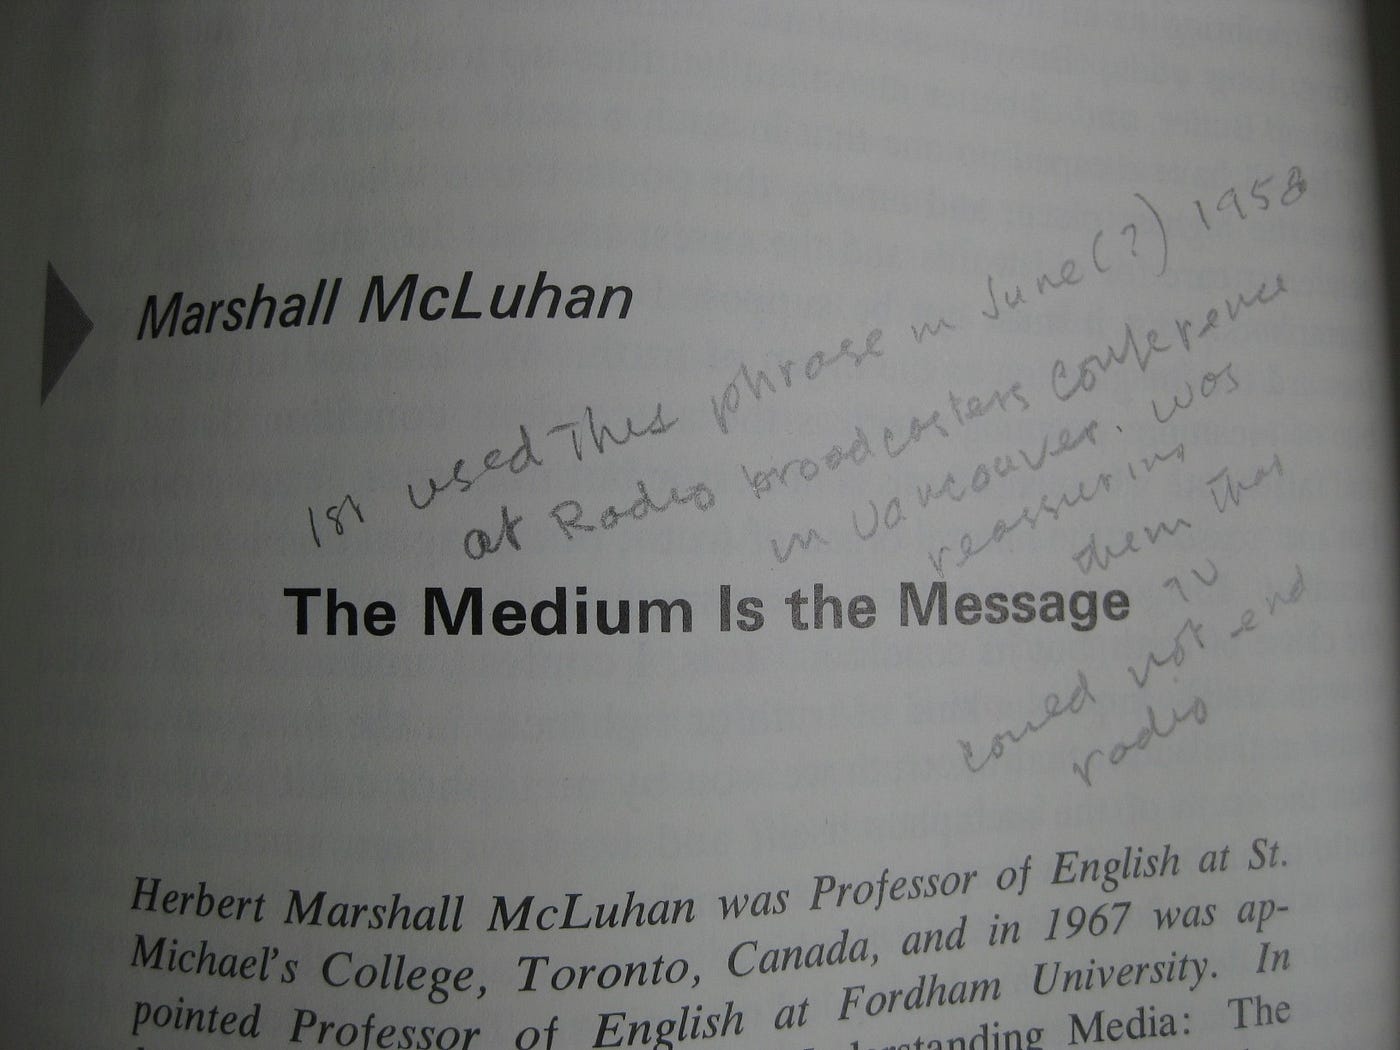 Marshall McLuhan
1st used This phrase in June (?) 1958
at Radio broadcasters conference
in Vancouver. was
reassuring
them that
TV
could not end
radio
The Medium Is the Message
Herbert Marshall McLuhan was Professor of English at St.
Michael's College, Toronto, Canada, and in 1967 was ap-
pointed Professor of English at Fordham University. In
Media: The